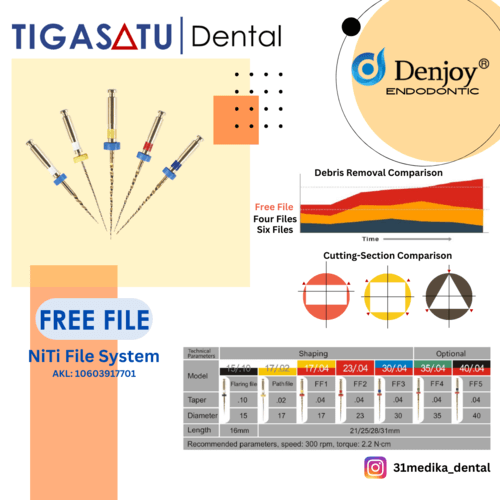 TIGASATU | Dental
Denjoy®
ENDODONTIC
Debris Removal Comparison
Free File
Four Files
Six Files
Time
Cutting-Section Comparison
FREE FILE
NiTi File System
AKL: 10603917701
Technical Parameters Shaping Optional
Model 15/.10 17/.02 17/.04 23/.04 30/.04 35/.04 40/.04
Flaring file Path file FF1 FF2 FF3 FF4 FF5
Taper .10 .02 .04 .04 .04 .04 .04
Diameter 15 17 17 23 30 35 40
Length 16mm 21/25/28/31mm
Recommended parameters, speed: 300 rpm, torque: 2.2 N·cm
31medika_dental